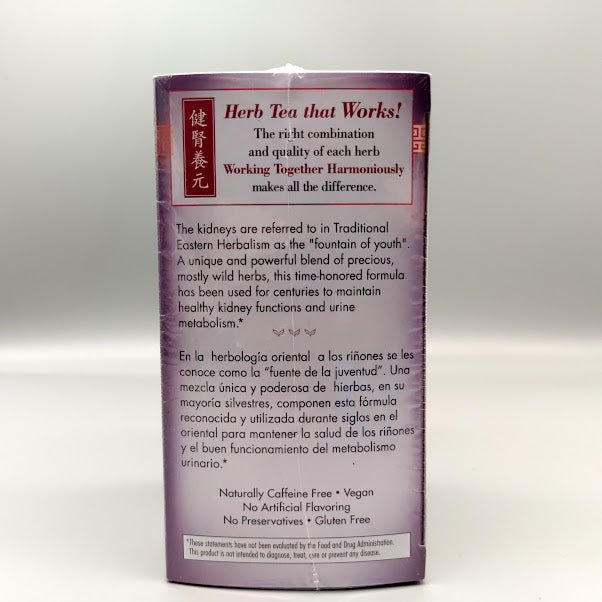 健腎養元
Herb Tea that Works!
The right combination
and quality of each herb
Working Together Harmoniously
makes all the difference.
The kidneys are referred to in Traditional
Eastern Herbalism as the "fountain of youth".
A unique and powerful blend of precious,
mostly wild herbs, this time-honored formula
has been used for centuries to maintain
healthy kidney functions and urine
metabolism.*
En la herbología oriental a los riñones se les
conoce como la “fuente de la juventud”. Una
mezcla única y poderosa de hierbas, en su
mayoría silvestres, componen esta fórmula
reconocida y utilizada durante siglos en el
oriental para mantener la salud de los riñones
y el buen funcionamiento del metabolismo
urinario.*
Naturally Caffeine Free • Vegan
No Artificial Flavoring
No Preservatives • Gluten Free
*These statements have not been evaluated by the Food and Drug Administration.
This product is not intended to diagnose, treat, cure or prevent any disease.